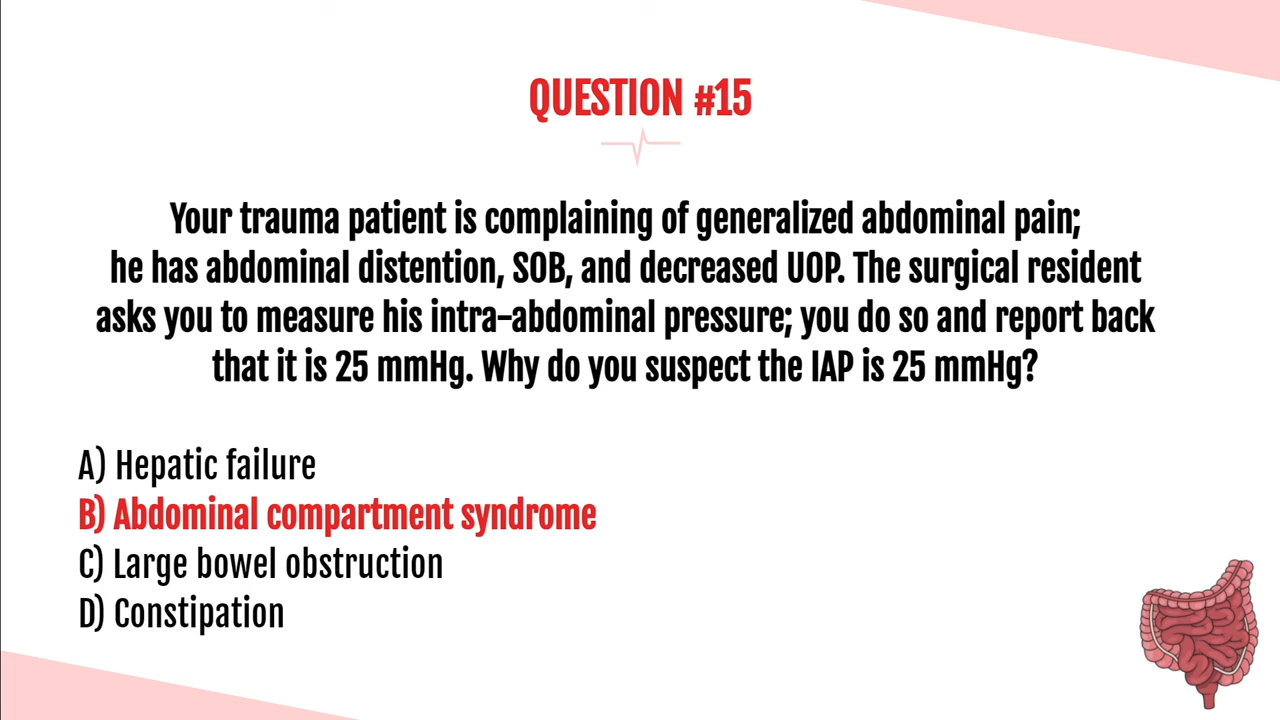 QUESTION #15
Your trauma patient is complaining of generalized abdominal pain;
he has abdominal distention, SOB, and decreased UOP. The surgical resident
asks you to measure his intra-abdominal pressure; you do so and report back
that it is 25 mmHg. Why do you suspect the IAP is 25 mmHg?
A) Hepatic failure
B) Abdominal compartment syndrome
C) Large bowel obstruction
D) Constipation